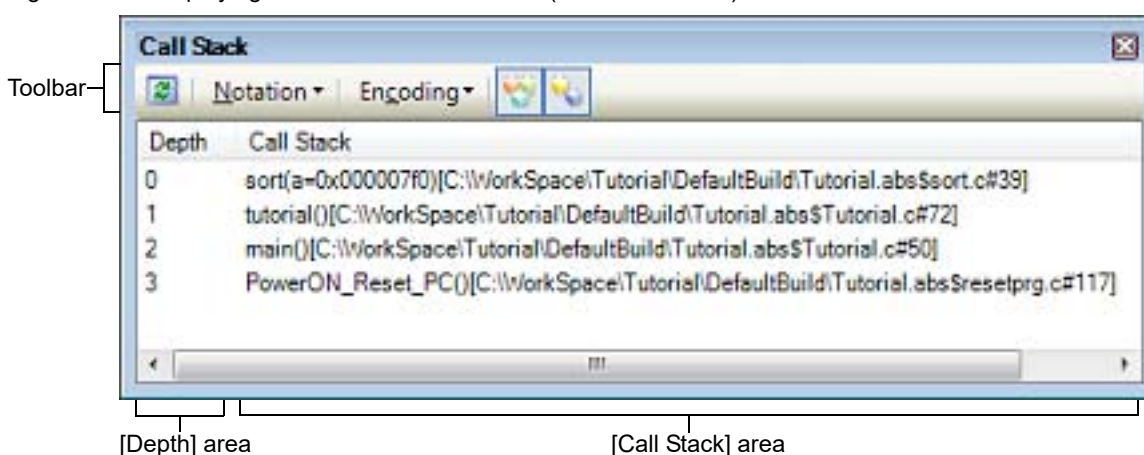 Call Stack
Toolbar
Notation Encoding
Depth Call Stack
0 sort(a=0x000007f0)[C:\WorkSpace\Tutorial\DefaultBuild\Tutorial.abs$sort.c#39]
1 tutorial()[C:\WorkSpace\Tutorial\DefaultBuild\Tutorial.abs$Tutorial.c#72]
2 main()[C:\WorkSpace\Tutorial\DefaultBuild\Tutorial.abs$Tutorial.c#50]
3 PowerON_Reset_PC()[C:\WorkSpace\Tutorial\DefaultBuild\Tutorial.abs$resetprg.c#117]
[Depth] area [Call Stack] area